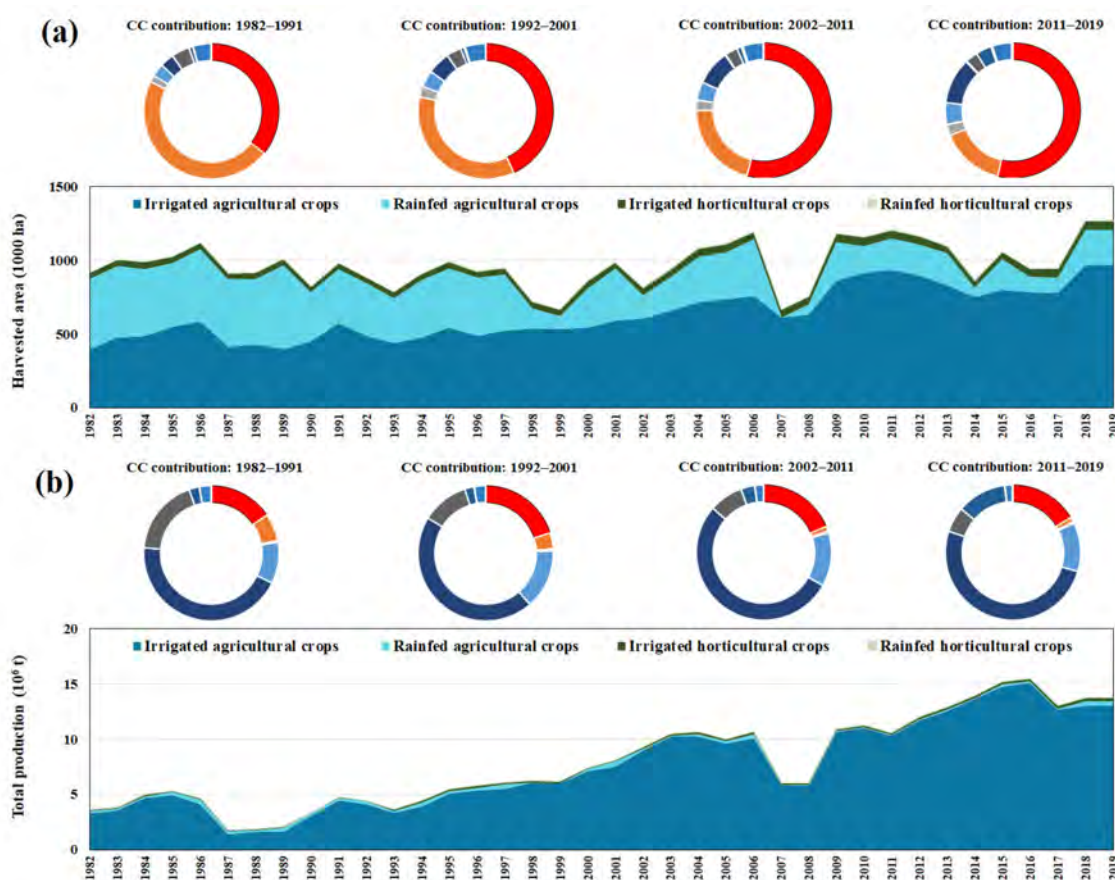 (a)
CC contribution: 1982–1991
CC contribution: 1992–2001
CC contribution: 2002–2011
CC contribution: 2011–2019
Harvested area (1000 ha)
1500
1000
500
0
Irrigated agricultural crops
Rainfed agricultural crops
Irrigated horticultural crops
Rainfed horticultural crops
1982 1983 1984 1985 1986 1987 1988 1989 1990 1991 1992 1993 1994 1995 1996 1997 1998 1999 2000 2001 2002 2003 2004 2005 2006 2007 2008 2009 2010 2011 2012 2013 2014 2015 2016 2017 2018 2019
(b)
CC contribution: 1982–1991
CC contribution: 1992–2001
CC contribution: 2002–2011
CC contribution: 2011–2019
Total production (10⁶ t)
20
15
10
5
0
Irrigated agricultural crops
Rainfed agricultural crops
Irrigated horticultural crops
Rainfed horticultural crops
1982 1983 1984 1985 1986 1987 1988 1989 1990 1991 1992 1993 1994 1995 1996 1997 1998 1999 2000 2001 2002 2003 2004 2005 2006 2007 2008 2009 2010 2011 2012 2013 2014 2015 2016 2017 2018 2019